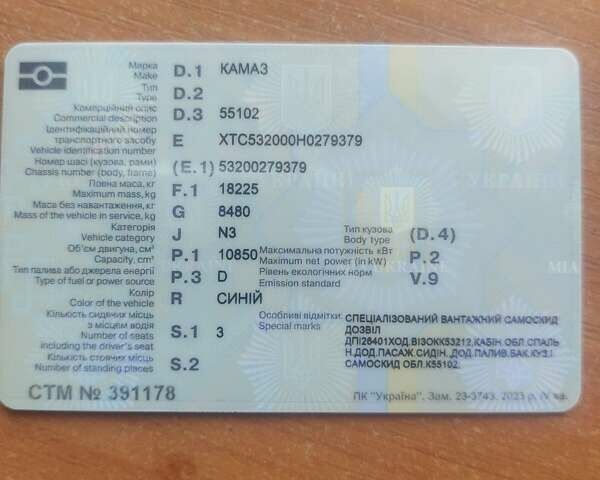 Марка
Make D.1 КАМАЗ
Тип
Type D.2
Комерційний опис
Commercial description D.3 55102
Ідентифікаційний номер
транспортного засобу
Vehicle identification number E XTC532000H0279379
Номер шасі (кузова, рами)
Chassis number (body, frame) (E.1) 53200279379
Повна маса, кг
Maximum mass, kg F.1 18225
Маса без навантаження, кг
Mass of the vehicle in service, kg G 8480
Категорія
Vehicle category J N3
Тип кузова
Body type (D.4)
Об'єм двигуна, см³
Capacity, cm³ P.1 10850
Максимальна потужність кВт
Maximum net power (in kW) P.2
Тип палива або джерела енергії
Type of fuel or power source P.3 D
Рівень екологічних норм
Emission standard V.9
Колір
Color of the vehicle R СИНІЙ
Кількість сидячих місць
з місцем водія
Number of seats
including the driver's seat S.1 3
Особливі відмітки
Special marks
СПЕЦІАЛІЗОВАНИЙ ВАНТАЖНИЙ САМОСКИД
ДОЗВІЛ
ДПІ26401ХОД.ВІЗОКК53212,КАБІН.ОБЛ.СПАЛЬ
Н.ДОД.ПАСАЖ СИДІН.,ДОД.ПАЛИВ.БАК.КУЗ.І
САМОСКИД ОБЛ.К55102.
Кількість стоячих місць
Number of standing places S.2
СТМ № 391178
ПК "Україна". Зам. 23-3743. 2023 р. IV кв.
УКРАЇНА
UKRAINE
MIA